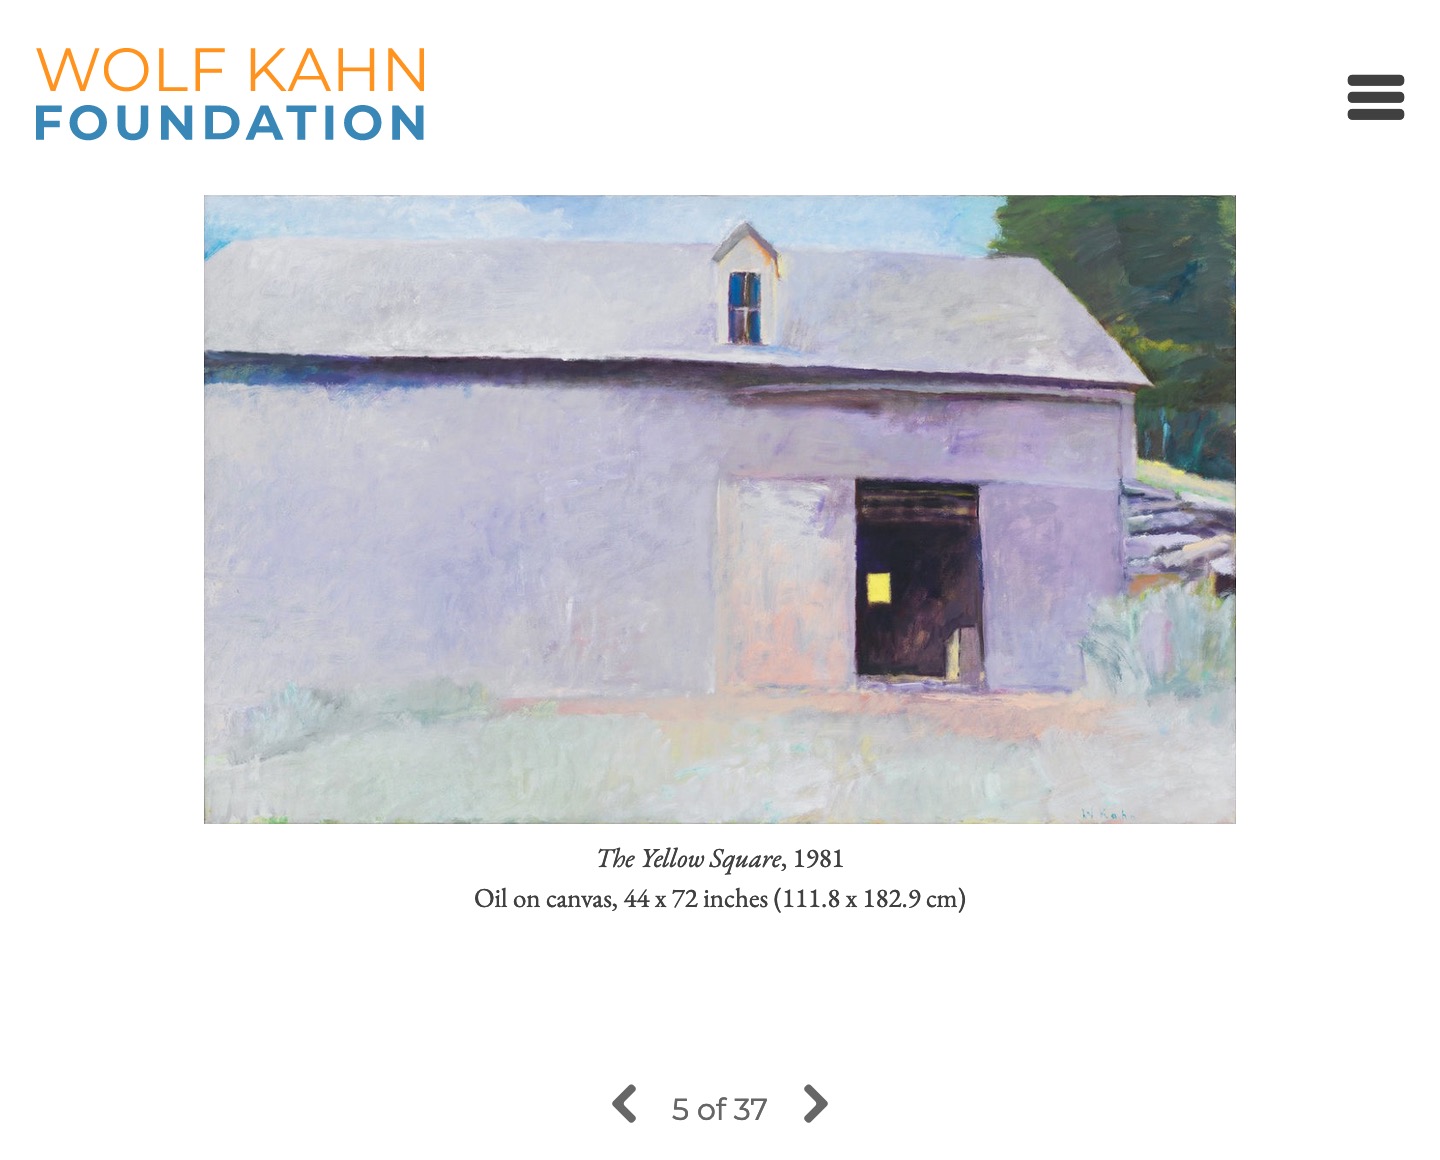 WOLF KAHN
FOUNDATION
W Kahn
The Yellow Square, 1981
Oil on canvas, 44 x 72 inches (111.8 x 182.9 cm)
5 of 37